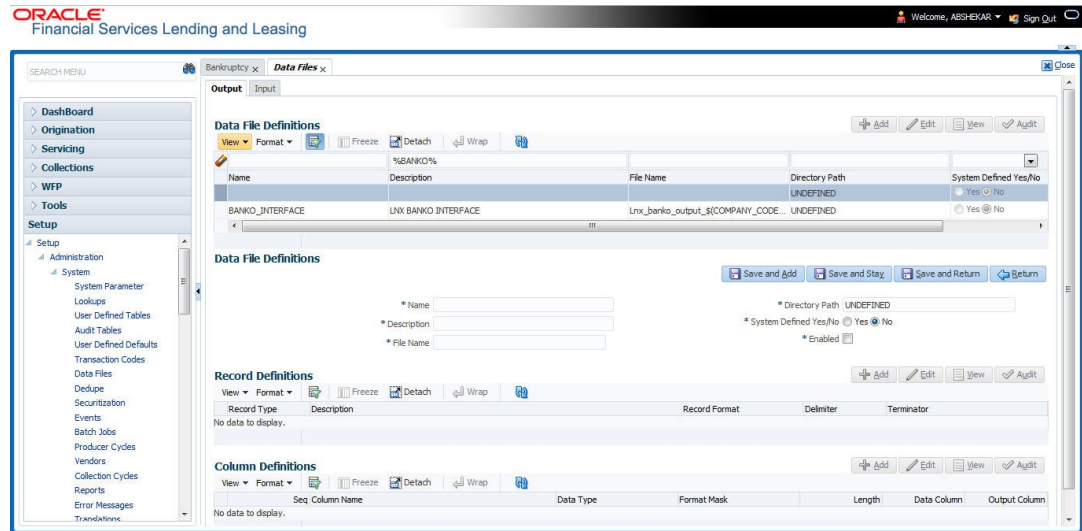 ORACLE
Financial Services Lending and Leasing
Welcome, ABSHEKAR Sign Out
SEARCH MENU
Bankruptcy x Data Files x
Close
Output Input
DashBoard
Origination
Servicing
Collections
WFP
Tools
Setup
Setup
Administration
System
System Parameter
Lookups
User Defined Tables
Audit Tables
User Defined Defaults
Transaction Codes
Data Files
Dedupe
Securitization
Events
Batch Jobs
Producer Cycles
Vendors
Collection Cycles
Reports
Error Messages
Translations
Data File Definitions
Add Edit View Audit
View Format Freeze Detach Wrap
%BANKO%
Name Description File Name Directory Path System Defined Yes/No
UNDEFINED Yes No
BANKO_INTERFACE LNX BANKO INTERFACE Lnx_banko_output_$(COMPANY_CODE... UNDEFINED Yes No
Data File Definitions
Save and Add Save and Stay Save and Return Return
* Name
* Description
* File Name
* Directory Path UNDEFINED
* System Defined Yes/No Yes No
* Enabled
Record Definitions
Add Edit View Audit
View Format Freeze Detach Wrap
Record Type Description Record Format Delimiter Terminator
No data to display.
Column Definitions
Add Edit View Audit
View Format Freeze Detach Wrap
Seq Column Name Data Type Format Mask Length Data Column Output Column
No data to display.